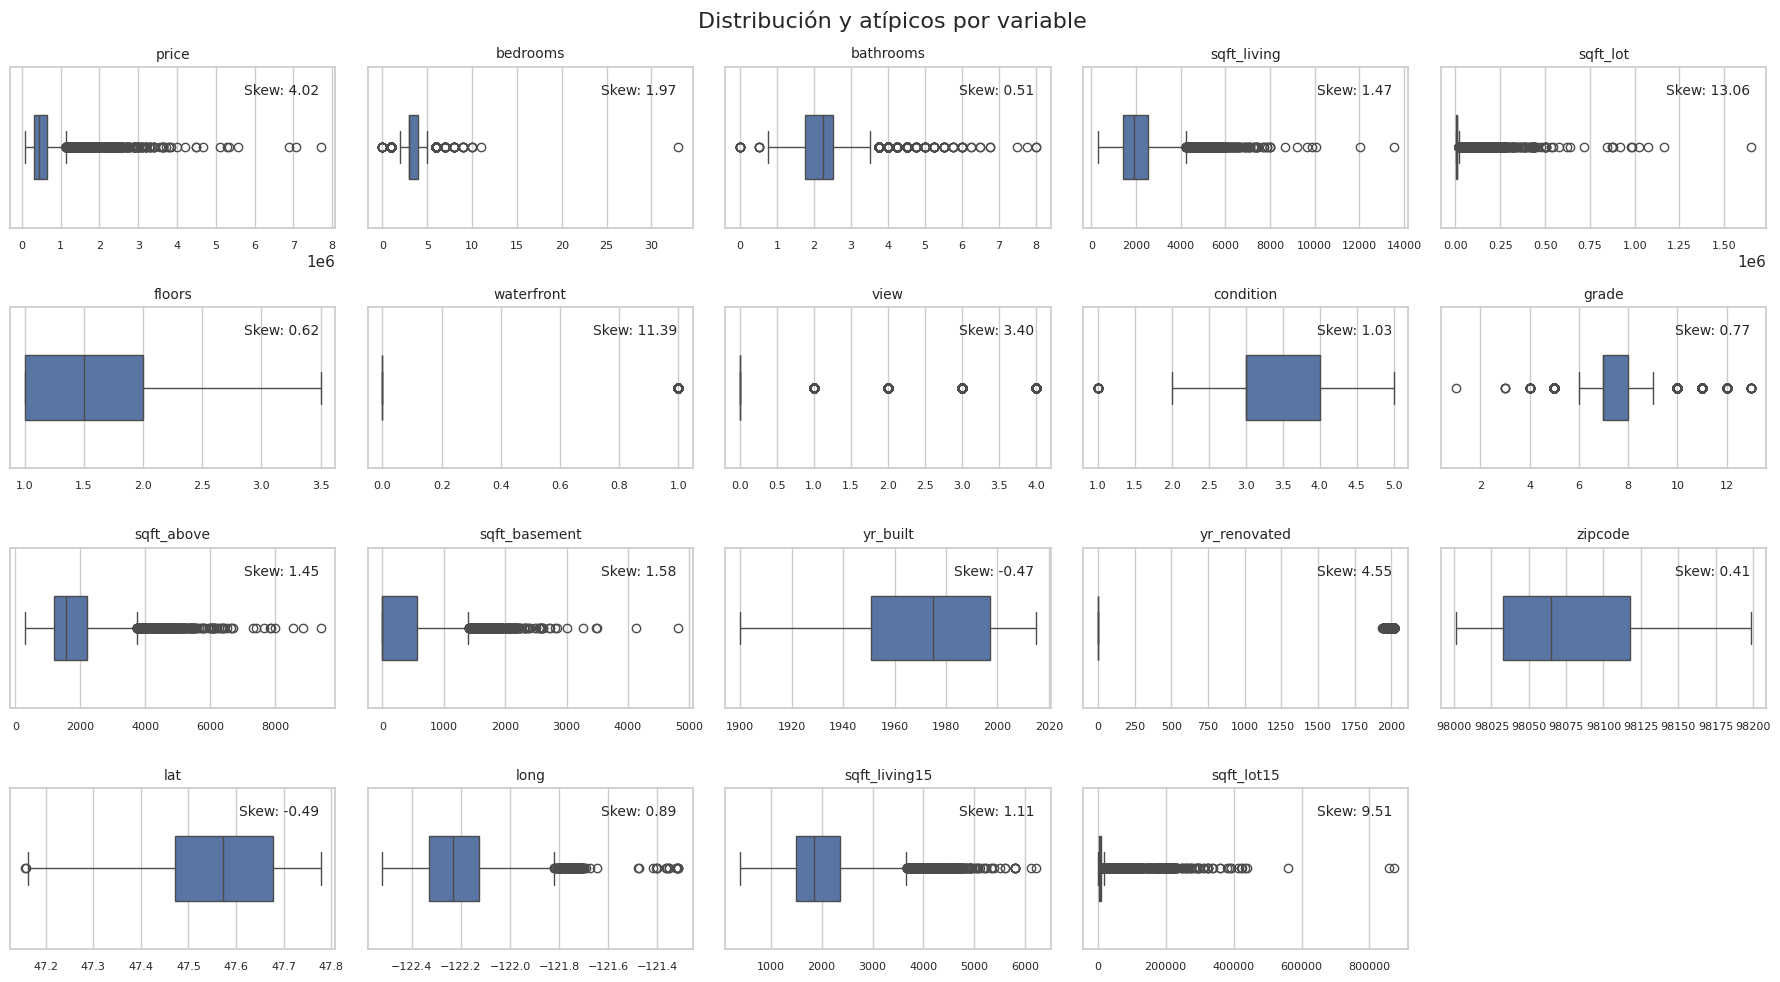 Distribución y atípicos por variable
price bedrooms bathrooms sqft_living sqft_lot
Skew: 4.02 Skew: 1.97 Skew: 0.51 Skew: 1.47 Skew: 13.06
0 1 2 3 4 5 6 7 8 0 5 10 15 20 25 30 0 1 2 3 4 5 6 7 8 0 2000 4000 6000 8000 10000 12000 14000 0.00 0.25 0.50 0.75 1.00 1.25 1.50
1e6 1e6
floors waterfront view condition grade
Skew: 0.62 Skew: 11.39 Skew: 3.40 Skew: 1.03 Skew: 0.77
1.0 1.5 2.0 2.5 3.0 3.5 0.0 0.2 0.4 0.6 0.8 1.0 0.0 0.5 1.0 1.5 2.0 2.5 3.0 3.5 4.0 1.0 1.5 2.0 2.5 3.0 3.5 4.0 4.5 5.0 2 4 6 8 10 12
sqft_above sqft_basement yr_built yr_renovated zipcode
Skew: 1.45 Skew: 1.58 Skew: -0.47 Skew: 4.55 Skew: 0.41
0 2000 4000 6000 8000 0 1000 2000 3000 4000 5000 1900 1920 1940 1960 1980 2000 2020 0 250 500 750 1000 1250 1500 1750 2000 98000 98025 98050 98075 98100 98125 98150 98175 98200
lat long sqft_living15 sqft_lot15
Skew: -0.49 Skew: 0.89 Skew: 1.11 Skew: 9.51
47.2 47.3 47.4 47.5 47.6 47.7 47.8 −122.4 −122.2 −122.0 −121.8 −121.6 −121.4 1000 2000 3000 4000 5000 6000 0 200000 400000 600000 800000